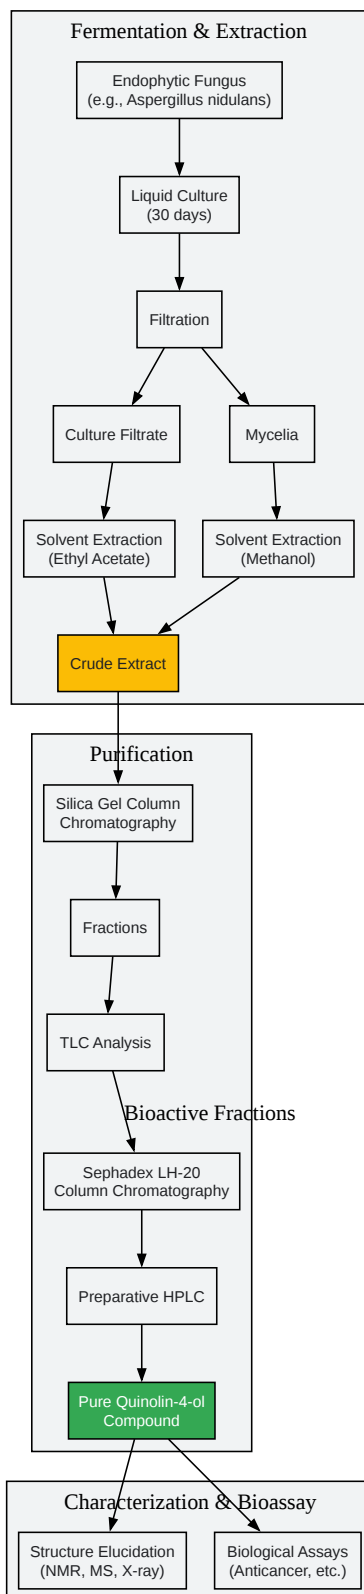 Fermentation & Extraction
Endophytic Fungus
(e.g., Aspergillus nidulans)
Liquid Culture
(30 days)
Filtration
Culture Filtrate
Mycelia
Solvent Extraction
(Ethyl Acetate)
Solvent Extraction
(Methanol)
Crude Extract
Purification
Silica Gel Column
Chromatography
Fractions
TLC Analysis
Bioactive Fractions
Sephadex LH-20
Column Chromatography
Preparative HPLC
Pure Quinolin-4-ol
Compound
Characterization & Bioassay
Structure Elucidation
(NMR, MS, X-ray)
Biological Assays
(Anticancer, etc.)